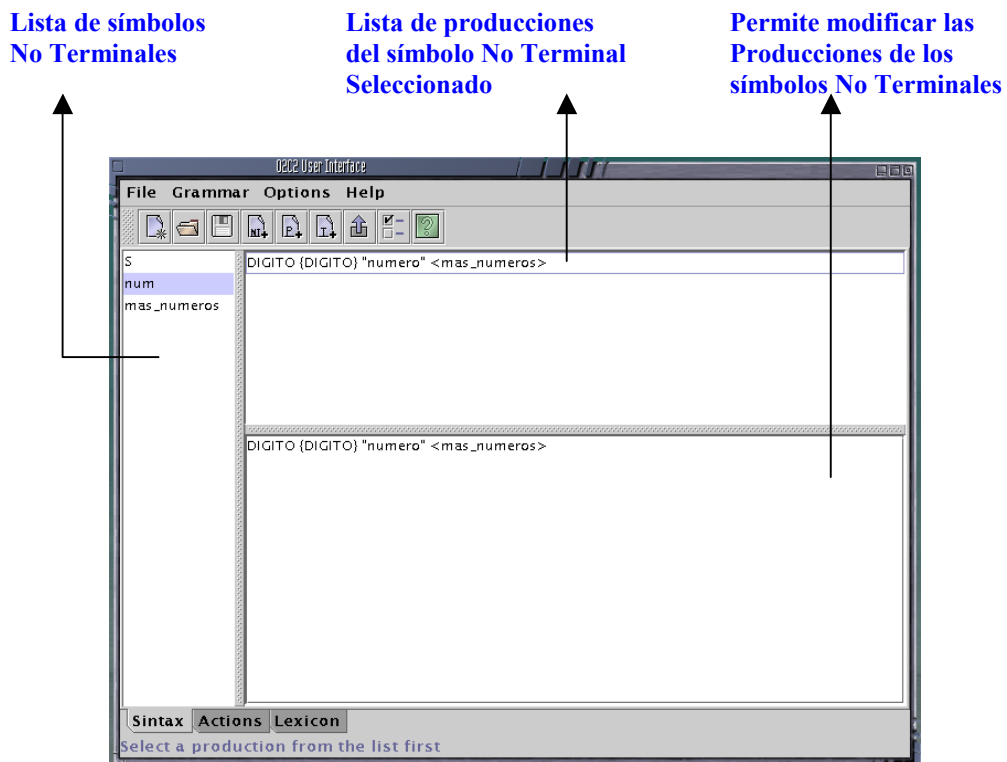 Lista de símbolos
No Terminales
Lista de producciones
del símbolo No Terminal
Seleccionado
Permite modificar las
Producciones de los
símbolos No Terminales
O2C2 User Interface
File Grammar Options Help
NT+ P+ T+ ?
S
num
mas_numeros
DIGITO {DIGITO} "numero" <mas_numeros>
DIGITO {DIGITO} "numero" <mas_numeros>
Sintax Actions Lexicon
Select a production from the list first